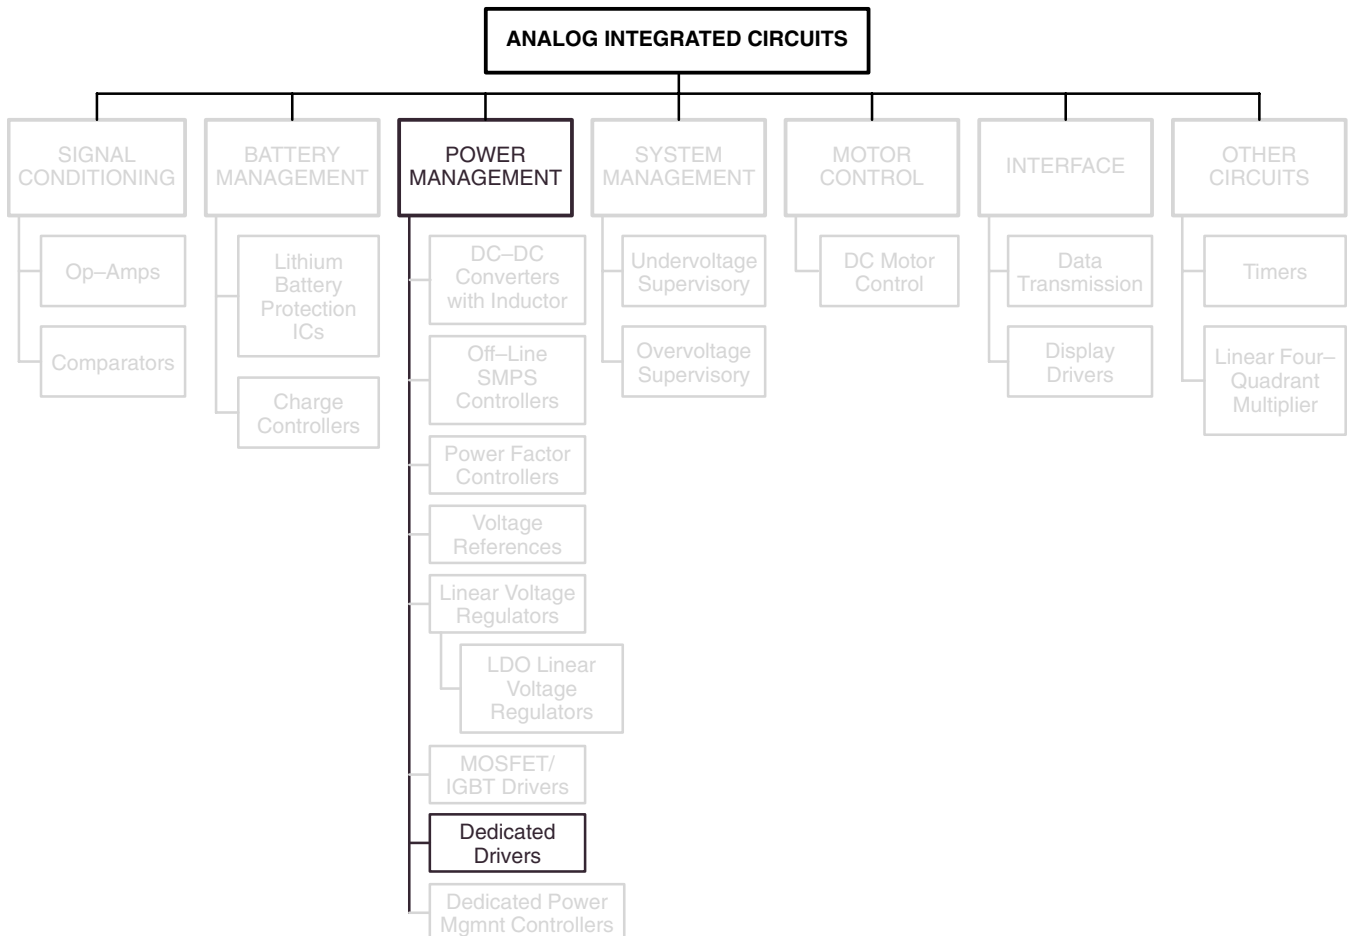 ANALOG INTEGRATED CIRCUITS
SIGNAL
CONDITIONING
BATTERY
MANAGEMENT
POWER
MANAGEMENT
SYSTEM
MANAGEMENT
MOTOR
CONTROL
INTERFACE
OTHER
CIRCUITS
Op–Amps
Comparators
Lithium
Battery
Protection
ICs
Charge
Controllers
DC–DC
Converters
with Inductor
Off–Line
SMPS
Controllers
Power Factor
Controllers
Voltage
References
Linear Voltage
Regulators
LDO Linear
Voltage
Regulators
MOSFET/
IGBT Drivers
Dedicated
Drivers
Dedicated Power
Mgmnt Controllers
Undervoltage
Supervisory
Overvoltage
Supervisory
DC Motor
Control
Data
Transmission
Display
Drivers
Timers
Linear Four–
Quadrant
Multiplier